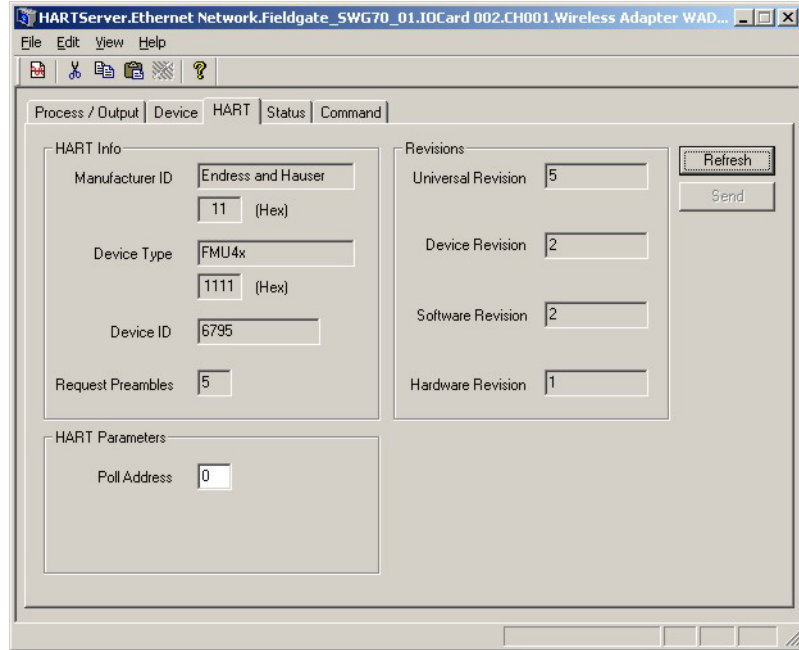 HARTServer.Ethernet Network.Fieldgate_SWG70_01.IOCard 002.CH001.Wireless Adapter WAD...
File Edit View Help
Process / Output Device HART Status Command
HART Info
Manufacturer ID Endress and Hauser
11 (Hex)
Device Type FMU4x
1111 (Hex)
Device ID 6795
Request Preambles 5
Revisions
Universal Revision 5
Device Revision 2
Software Revision 2
Hardware Revision 1
Refresh
Send
HART Parameters
Poll Address 0